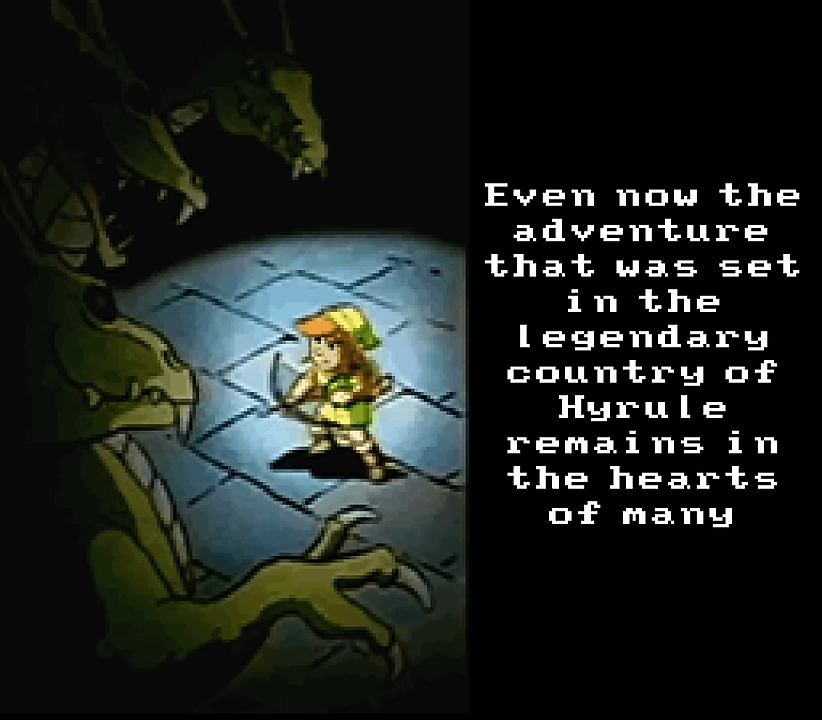 Even now the
adventure
that was set
in the
legendary
country of
Hyrule
remains in
the hearts
of many